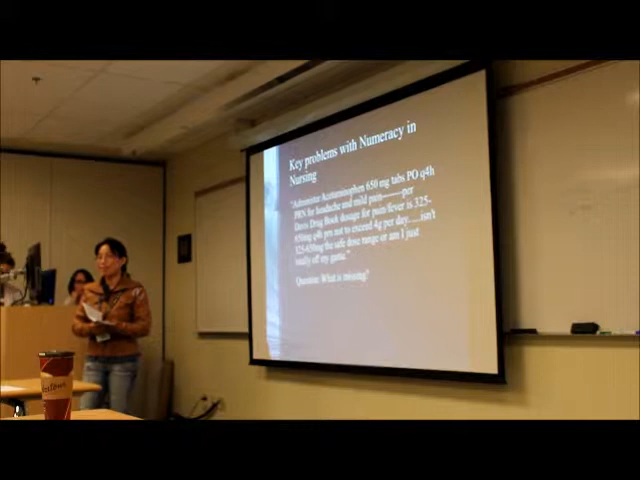 Key problems with Numeracy in
Nursing
"Administer Acetaminophen 650 mg tabs PO q4h
PRN for headache and mild pain------per
Davis Drug Book dosage for pain/fever is 325-
650mg q4h prn not to exceed 4g per day.....isn't
325-650mg the safe dose range or am I just
totally off my game."
Question: What is missing?